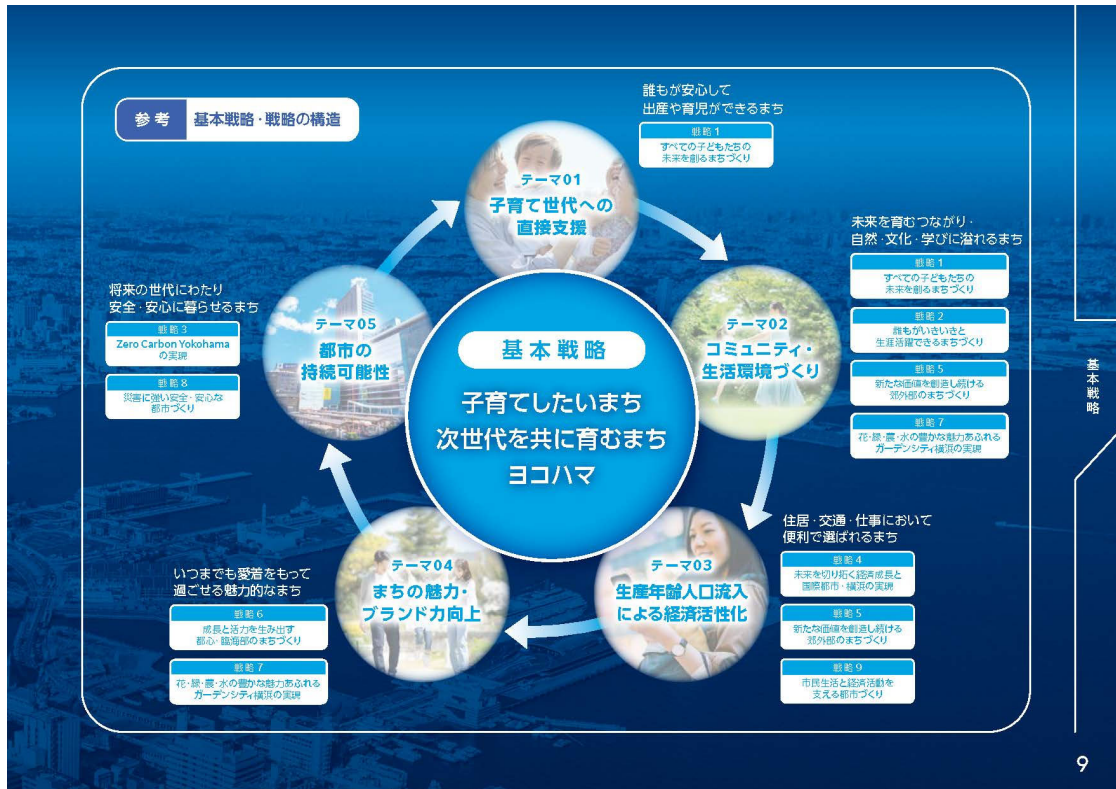 参考 基本戦略・戦略の構造
誰もが安心して
出産や育児ができるまち
戦略1
すべての子どもたちの
未来を創るまちづくり
テーマ01
子育て世代への
直接支援
未来を育むつながり・
自然・文化・学びに溢れるまち
戦略1
すべての子どもたちの
未来を創るまちづくり
戦略2
誰もがいきいきと
生涯活躍できるまちづくり
戦略5
新たな価値を創造し続ける
郊外部のまちづくり
戦略7
花・緑・農・水の豊かな魅力あふれる
ガーデンシティ横浜の実現
テーマ02
コミュニティ・
生活環境づくり
住居・交通・仕事において
便利で選ばれるまち
戦略4
未来を切り拓く経済成長と
国際都市・横浜の実現
戦略5
新たな価値を創造し続ける
郊外部のまちづくり
戦略9
市民生活と経済活動を
支える都市づくり
テーマ03
生産年齢人口流入
による経済活性化
テーマ04
まちの魅力・
ブランド力向上
いつまでも愛着をもって
過ごせる魅力的なまち
戦略6
成長と活力を生み出す
都心・臨海部のまちづくり
戦略7
花・緑・農・水の豊かな魅力あふれる
ガーデンシティ横浜の実現
将来の世代にわたり
安全・安心に暮らせるまち
戦略3
Zero Carbon Yokohama
の実現
戦略8
災害に強い安全・安心な
都市づくり
テーマ05
都市の
持続可能性
基本戦略
子育てしたいまち
次世代を共に育むまち
ヨコハマ
基本戦略
9